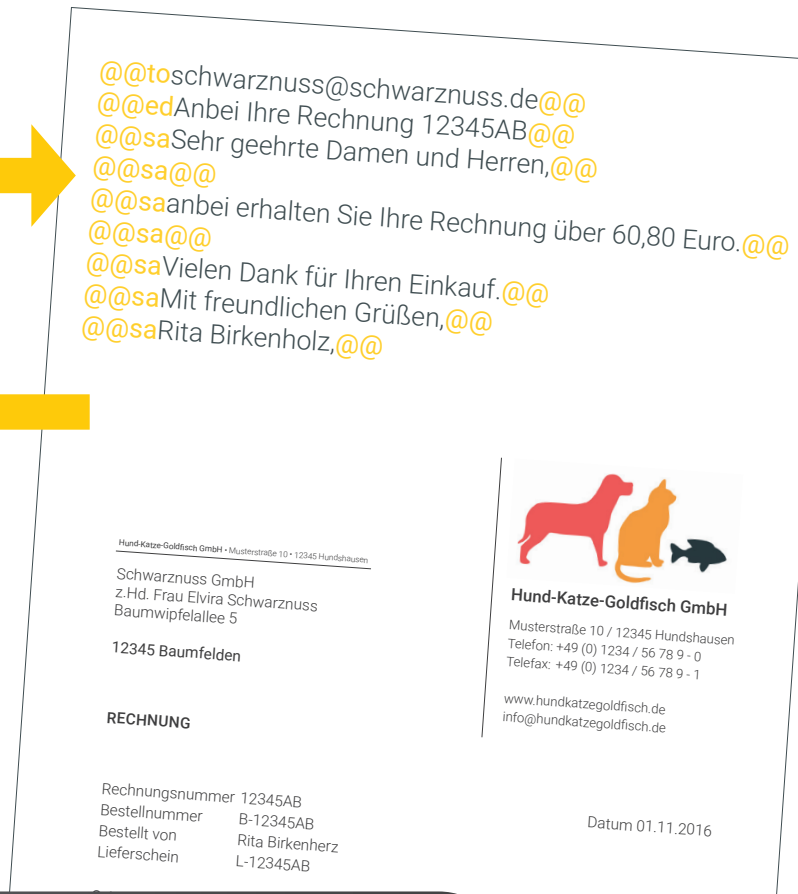 @@toschwarznuss@schwarznuss.de@@
@@edAnbei Ihre Rechnung 12345AB@@
@@saSehr geehrte Damen und Herren,@@
@@sa@@
@@saanbei erhalten Sie Ihre Rechnung über 60,80 Euro.@@
@@sa@@
@@saVielen Dank für Ihren Einkauf.@@
@@saMit freundlichen Grüßen,@@
@@saRita Birkenholz,@@
Hund-Katze-Goldfisch GmbH • Musterstraße 10 • 12345 Hundshausen
Schwarznuss GmbH
z.Hd. Frau Elvira Schwarznuss
Baumwipfelallee 5
12345 Baumfelden
Hund-Katze-Goldfisch GmbH
Musterstraße 10 / 12345 Hundshausen
Telefon: +49 (0) 1234 / 56 78 9 - 0
Telefax: +49 (0) 1234 / 56 78 9 - 1
www.hundkatzegoldfisch.de
info@hundkatzegoldfisch.de
RECHNUNG
Rechnungsnummer 12345AB
Bestellnummer B-12345AB
Bestellt von Rita Birkenherz
Lieferschein L-12345AB
Datum 01.11.2016